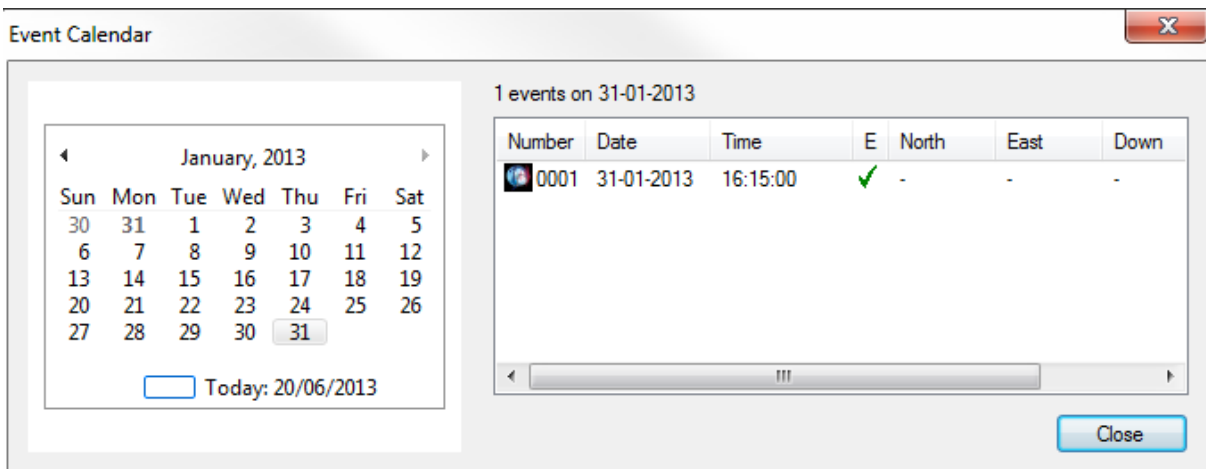 Event Calendar
January, 2013
Sun Mon Tue Wed Thu Fri Sat
30 31 1 2 3 4 5
6 7 8 9 10 11 12
13 14 15 16 17 18 19
20 21 22 23 24 25 26
27 28 29 30 31
Today: 20/06/2013
1 events on 31-01-2013
Number Date Time E North East Down
0001 31-01-2013 16:15:00 ✓ - - -
Close